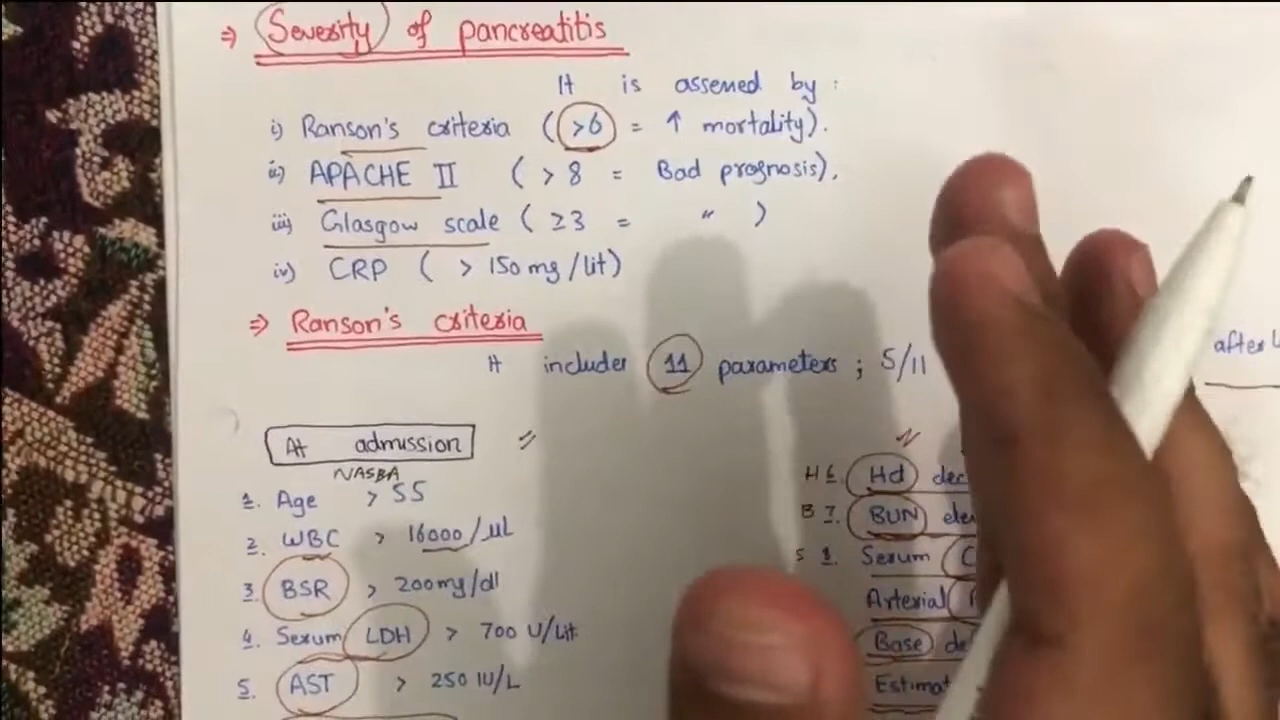 ⇒ Severity of pancreatitis
It is assessed by :
i) Ranson's criteria ( >6 = ↑ mortality).
ii) APACHE II ( > 8 = Bad prognosis).
iii) Glasgow scale ( ≥3 = " )
iv) CRP ( > 150 mg/lit)
⇒ Ranson's criteria
It includes 11 parameters ; 5/11
after
At admission
NASBA
1. Age > 55
2. WBC > 16000/µL
3. BSR > 200mg/dl
4. Serum LDH > 700 U/Lit
5. AST > 250 IU/L
H 6. Hct
B 7. BUN
Serum
Arterial
Base